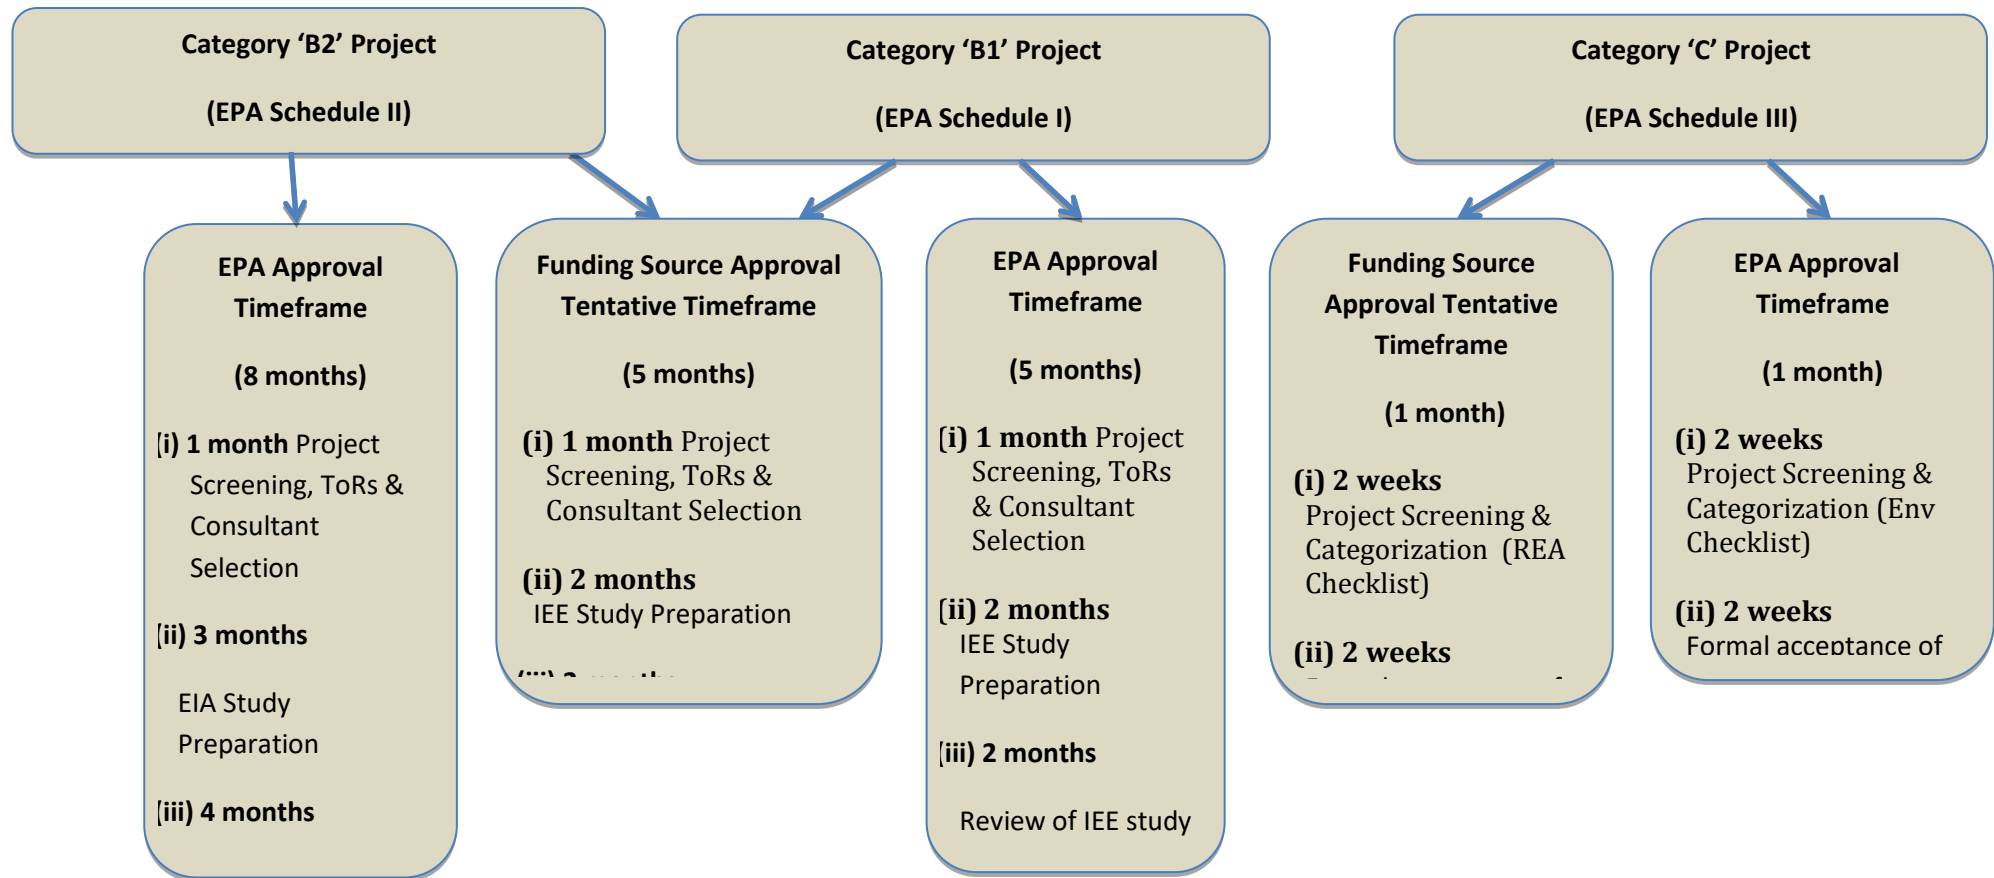 Category ‘B2’ Project
(EPA Schedule II)
Category ‘B1’ Project
(EPA Schedule I)
Category ‘C’ Project
(EPA Schedule III)
EPA Approval
Timeframe
(8 months)
(i) 1 month Project
Screening, ToRs &
Consultant
Selection
(ii) 3 months
EIA Study
Preparation
(iii) 4 months
Funding Source Approval
Tentative Timeframe
(5 months)
(i) 1 month Project
Screening, ToRs &
Consultant Selection
(ii) 2 months
IEE Study Preparation
EPA Approval
Timeframe
(5 months)
(i) 1 month Project
Screening, ToRs
& Consultant
Selection
(ii) 2 months
IEE Study
Preparation
(iii) 2 months
Review of IEE study
Funding Source
Approval Tentative
Timeframe
(1 month)
(i) 2 weeks
Project Screening &
Categorization (REA
Checklist)
(ii) 2 weeks
EPA Approval
Timeframe
(1 month)
(i) 2 weeks
Project Screening &
Categorization (Env
Checklist)
(ii) 2 weeks
Formal acceptance of